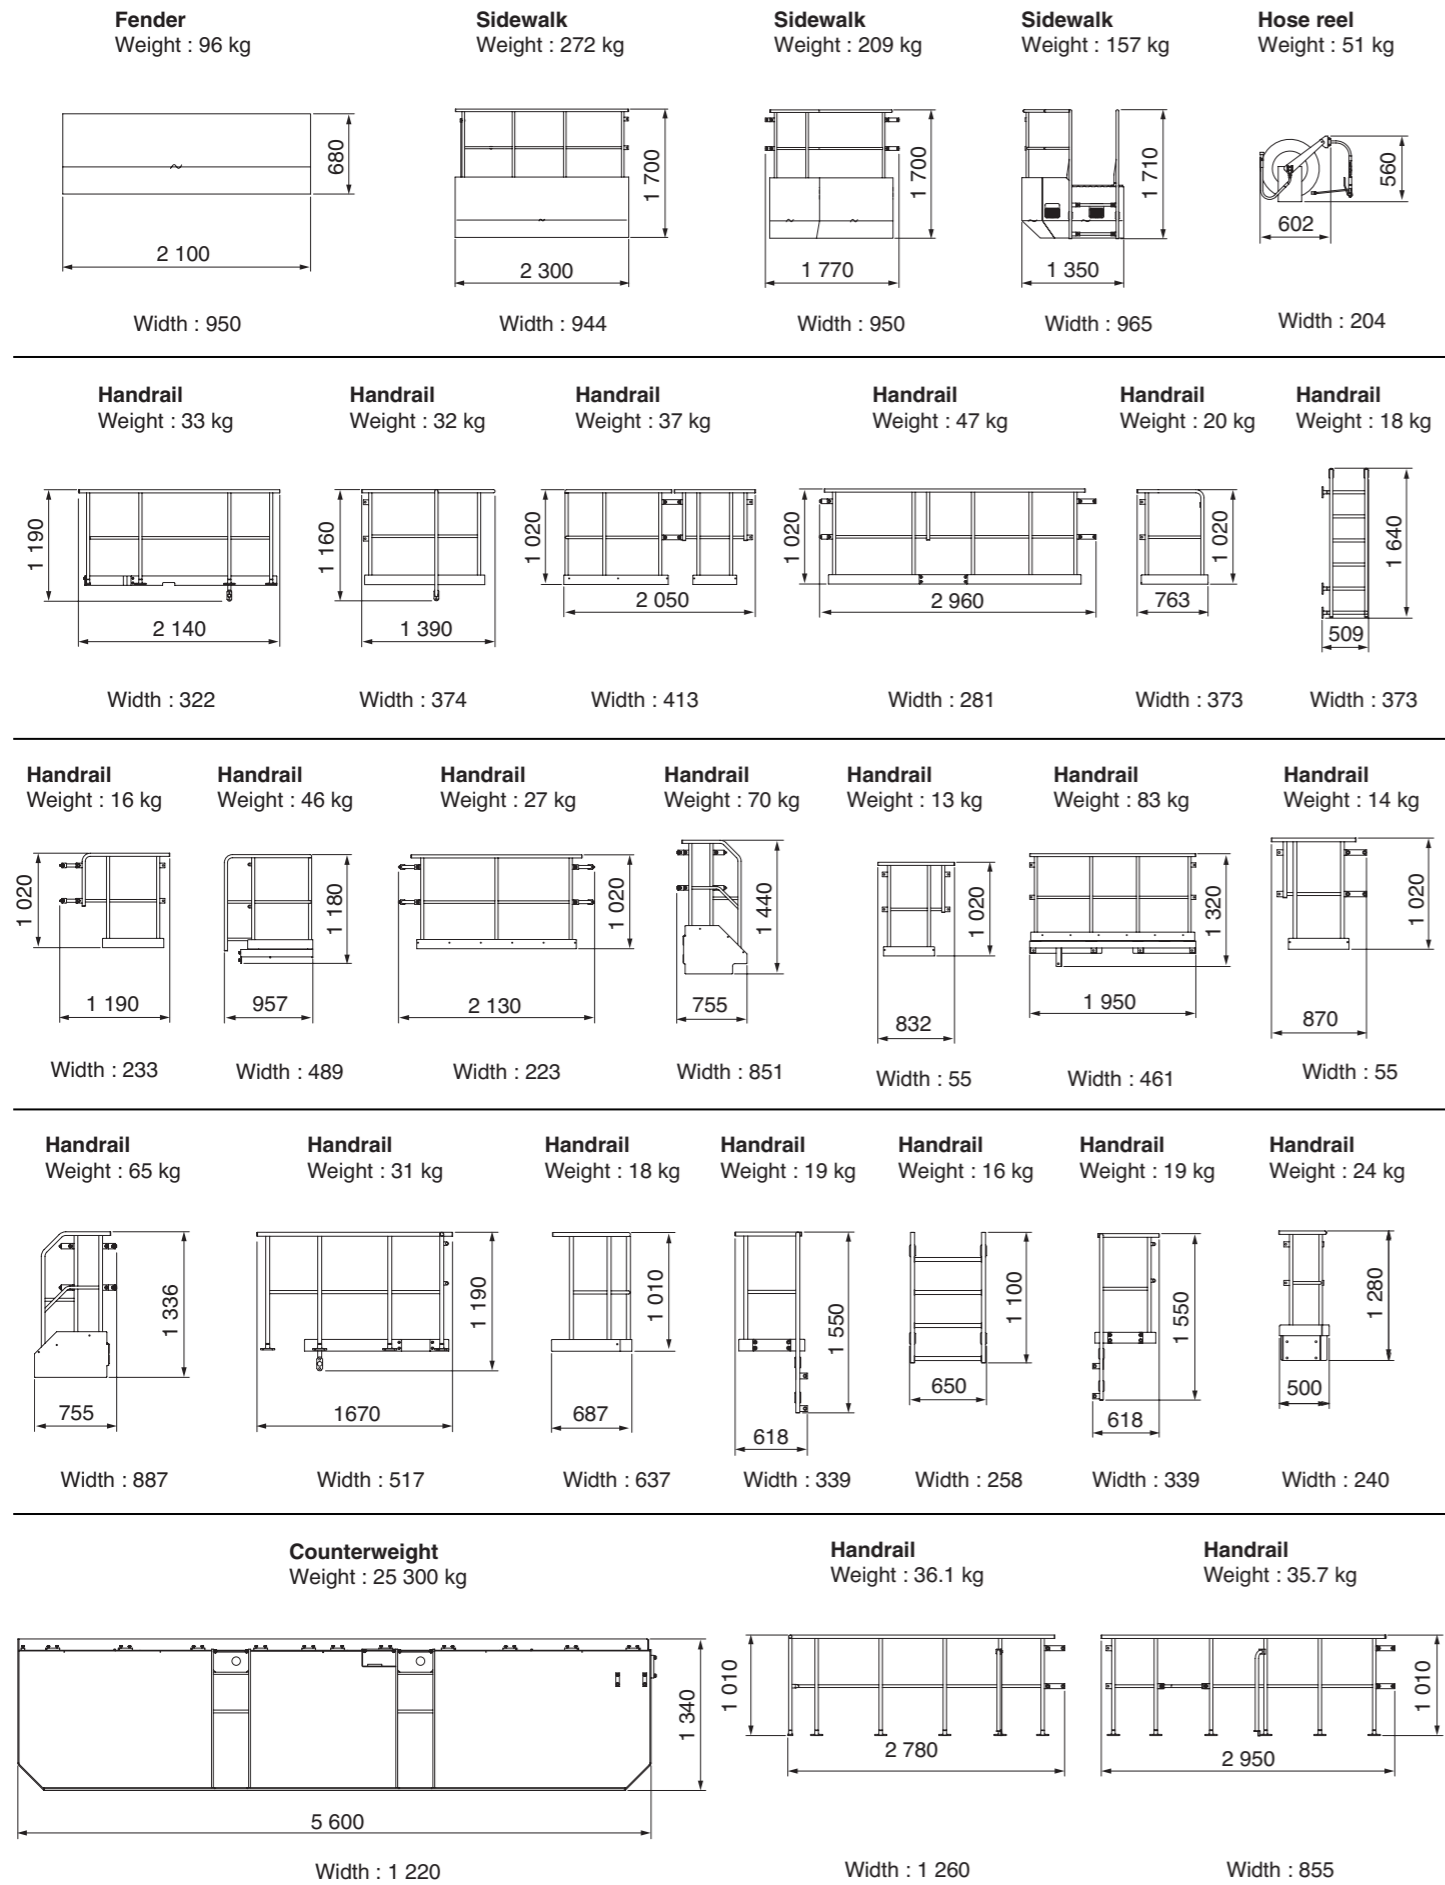 Fender
Weight : 96 kg
680
2 100
Width : 950
Sidewalk
Weight : 272 kg
1 700
2 300
Width : 944
Sidewalk
Weight : 209 kg
1 700
1 770
Width : 950
Sidewalk
Weight : 157 kg
1 710
1 350
Width : 965
Hose reel
Weight : 51 kg
560
602
Width : 204
Handrail
Weight : 33 kg
1 190
2 140
Width : 322
Handrail
Weight : 32 kg
1 160
1 390
Width : 374
Handrail
Weight : 37 kg
1 020
2 050
Width : 413
Handrail
Weight : 47 kg
1 020
2 960
Width : 281
Handrail
Weight : 20 kg
1 020
763
Width : 373
Handrail
Weight : 18 kg
1 640
509
Width : 373
Handrail
Weight : 16 kg
1 020
1 190
Width : 233
Handrail
Weight : 46 kg
1 180
957
Width : 489
Handrail
Weight : 27 kg
1 020
2 130
Width : 223
Handrail
Weight : 70 kg
1 440
755
Width : 851
Handrail
Weight : 13 kg
1 020
832
Width : 55
Handrail
Weight : 83 kg
1 320
1 950
Width : 461
Handrail
Weight : 14 kg
1 020
870
Width : 55
Handrail
Weight : 65 kg
1 336
755
Width : 887
Handrail
Weight : 31 kg
1 190
1670
Width : 517
Handrail
Weight : 18 kg
1 010
687
Width : 637
Handrail
Weight : 19 kg
1 550
618
Width : 339
Handrail
Weight : 16 kg
1 100
650
Width : 258
Handrail
Weight : 19 kg
1 550
618
Width : 339
Handrail
Weight : 24 kg
1 280
500
Width : 240
Counterweight
Weight : 25 300 kg
1 340
5 600
Width : 1 220
Handrail
Weight : 36.1 kg
1 010
2 780
Width : 1 260
Handrail
Weight : 35.7 kg
1 010
2 950
Width : 855